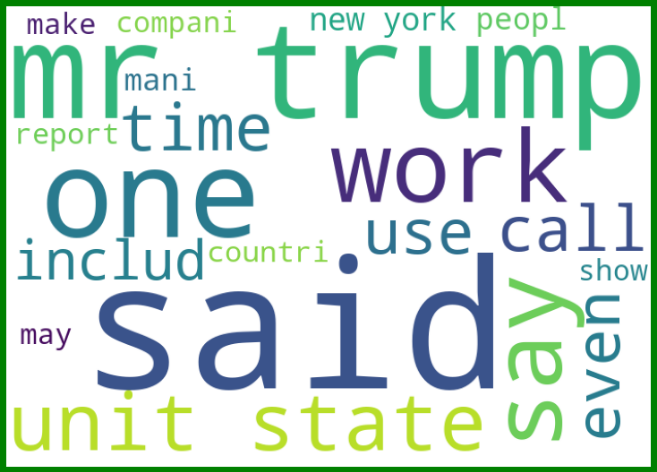 make compani new york peopl
mr trump
mani
time
report
work
one
use call
includ countri
show
said
say
even
may
unit state